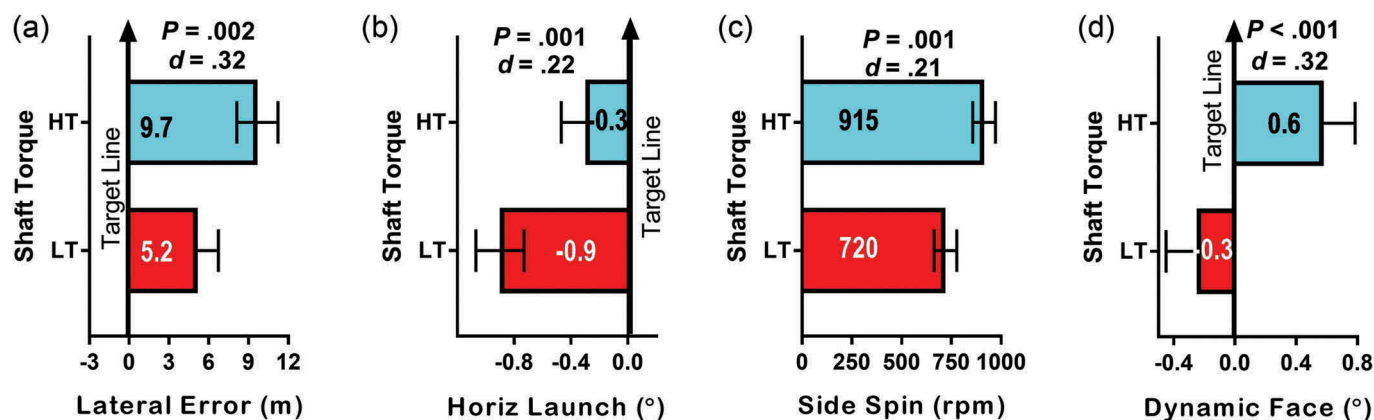 (a)
P = .002
d = .32
HT
9.7
Shaft Torque
Target Line
LT
5.2
-3 0 3 6 9 12
Lateral Error (m)
(b)
P = .001
d = .22
HT
-0.3
Shaft Torque
Target Line
LT
-0.9
-0.8 -0.4 0.0
Horiz Launch (°)
(c)
P = .001
d = .21
HT
915
Shaft Torque
LT
720
0 250 500 750 1000
Side Spin (rpm)
(d)
P < .001
d = .32
Target Line
HT
0.6
Shaft Torque
LT
-0.3
-0.4 0.0 0.4 0.8
Dynamic Face (°)